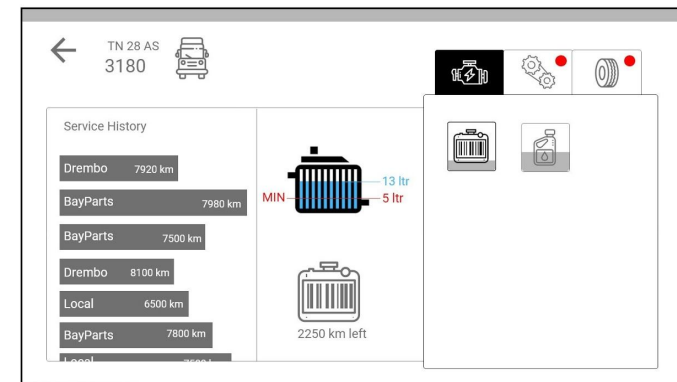 TN 28 AS
3180
Service History
Drembo 7920 km
BayParts 7980 km
BayParts 7500 km
Drembo 8100 km
Local 6500 km
BayParts 7800 km
13 ltr
MIN 5 ltr
2250 km left